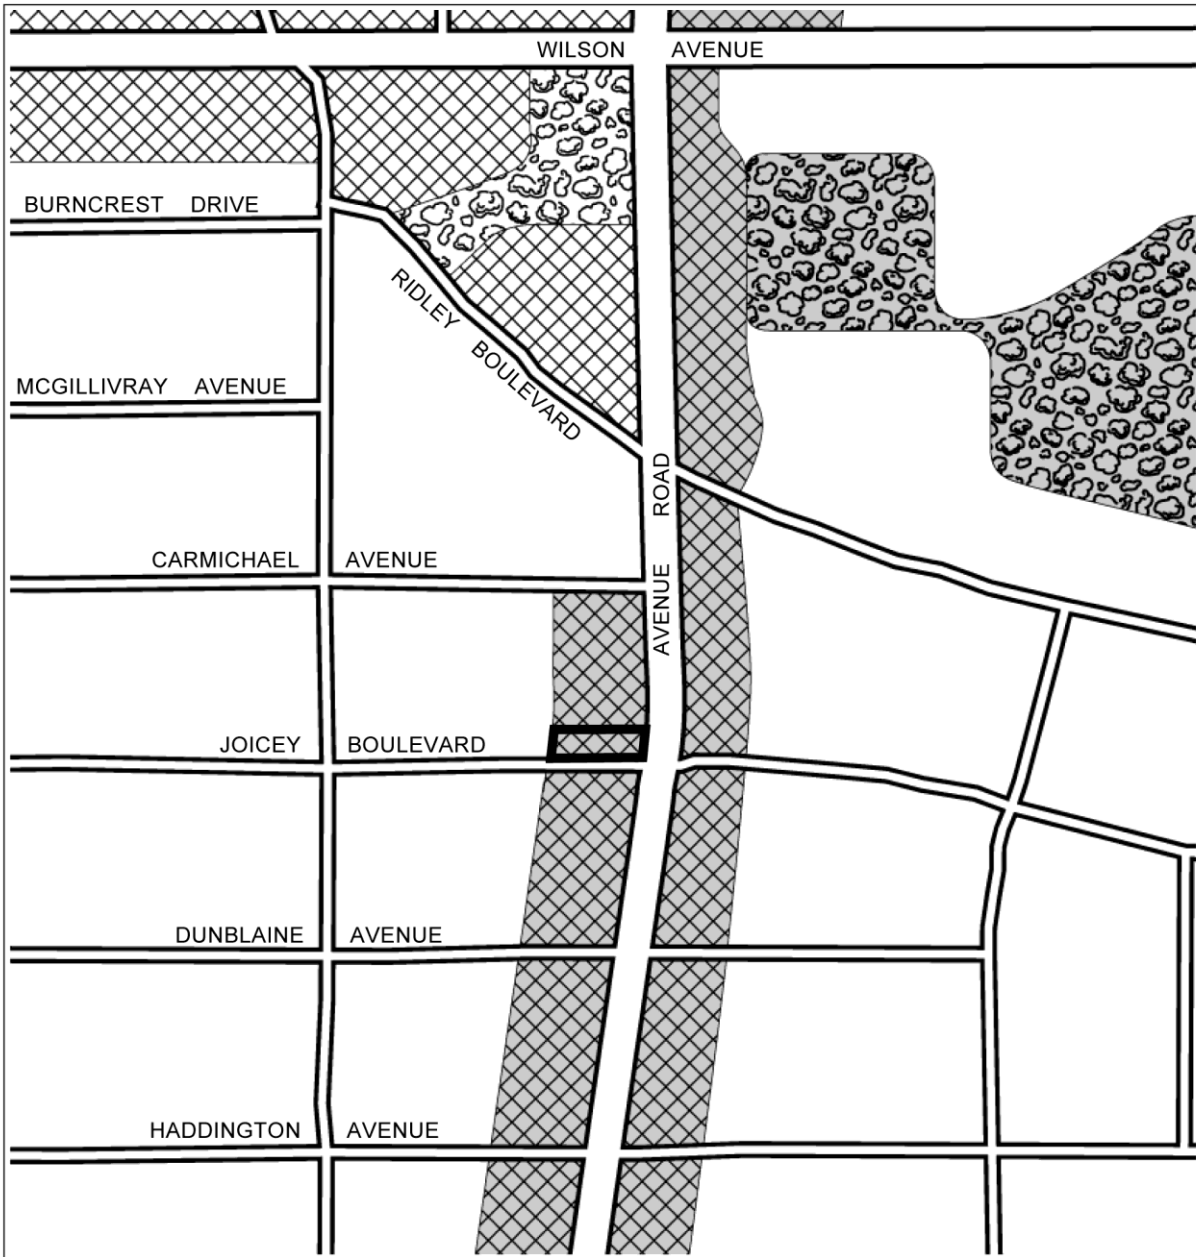 WILSON AVENUE
BURNCREST DRIVE
RIDLEY BOULEVARD
MCGILLIVRAY AVENUE
AVENUE ROAD
CARMICHAEL AVENUE
JOICEY BOULEVARD
DUNBLAINE AVENUE
HADDINGTON AVENUE